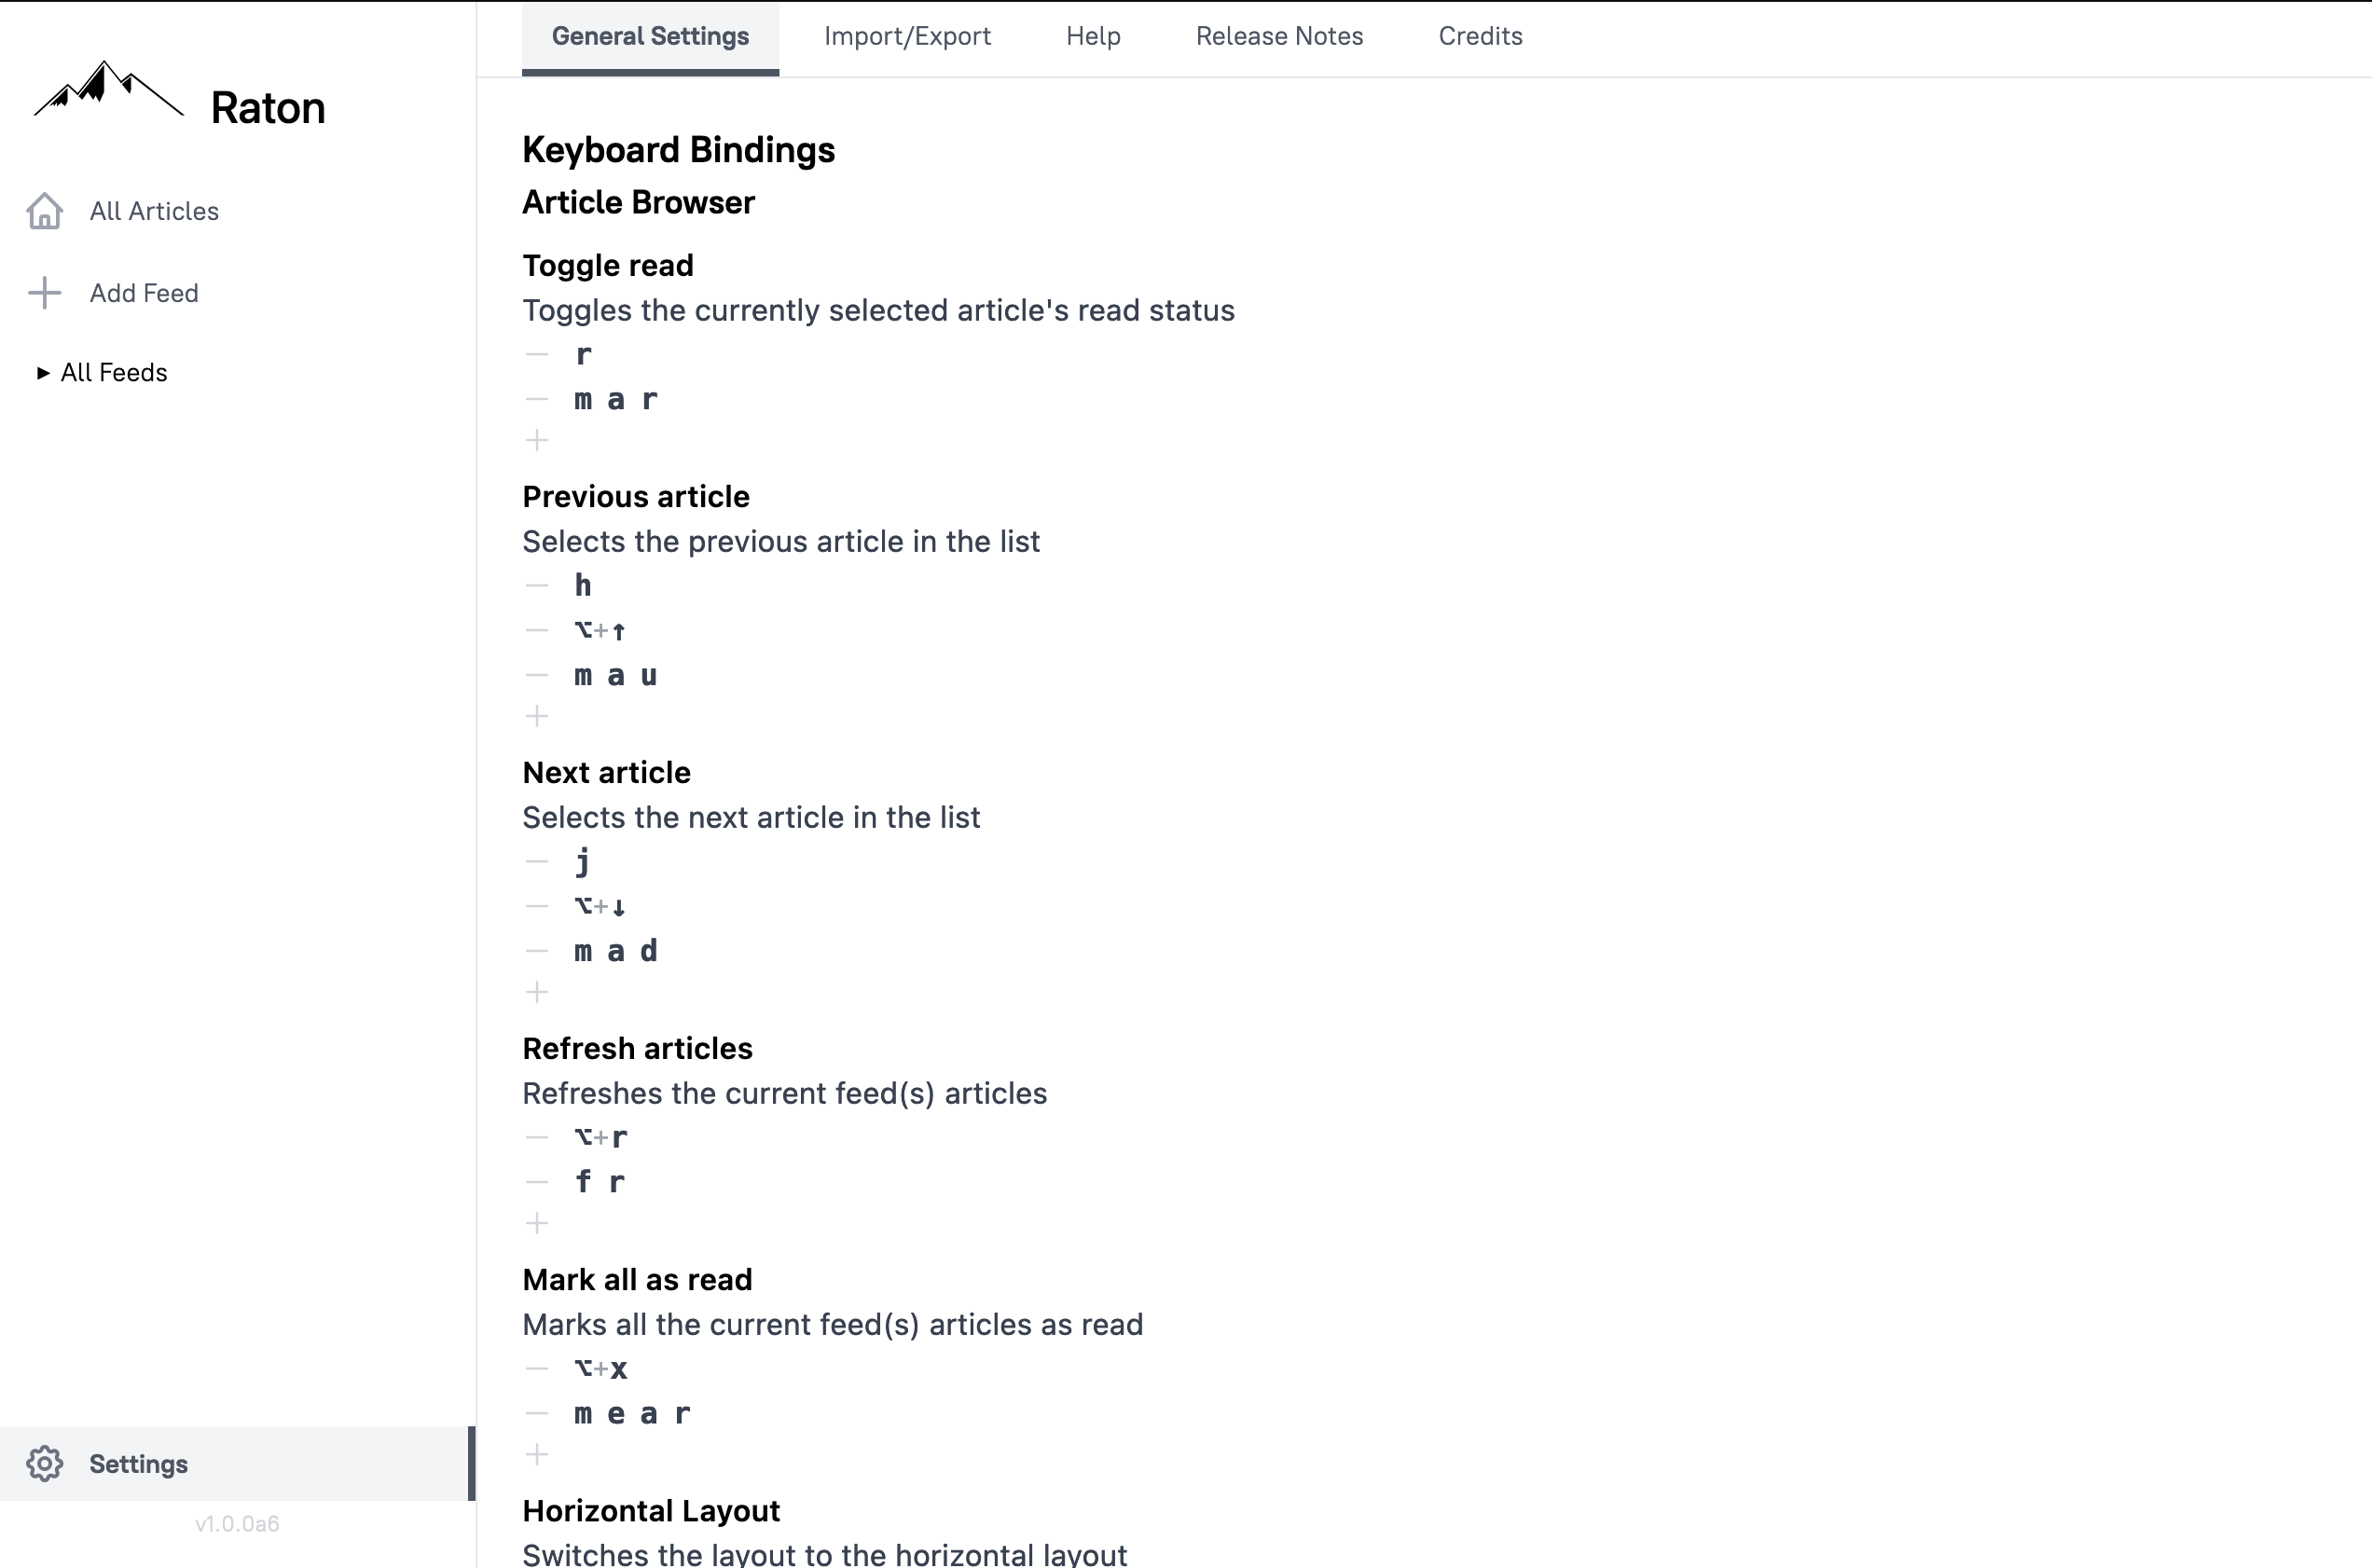 Raton
All Articles
Add Feed
► All Feeds
Settings
v1.0.0a6
General Settings
Import/Export
Help
Release Notes
Credits
Keyboard Bindings
Article Browser
Toggle read
Toggles the currently selected article's read status
— r
— m a r
+
Previous article
Selects the previous article in the list
— h
— ⌥+↑
— m a u
+
Next article
Selects the next article in the list
— j
— ⌥+↓
— m a d
+
Refresh articles
Refreshes the current feed(s) articles
— ⌥+r
— f r
+
Mark all as read
Marks all the current feed(s) articles as read
— ⌥+x
— m e a r
+
Horizontal Layout
Switches the layout to the horizontal layout